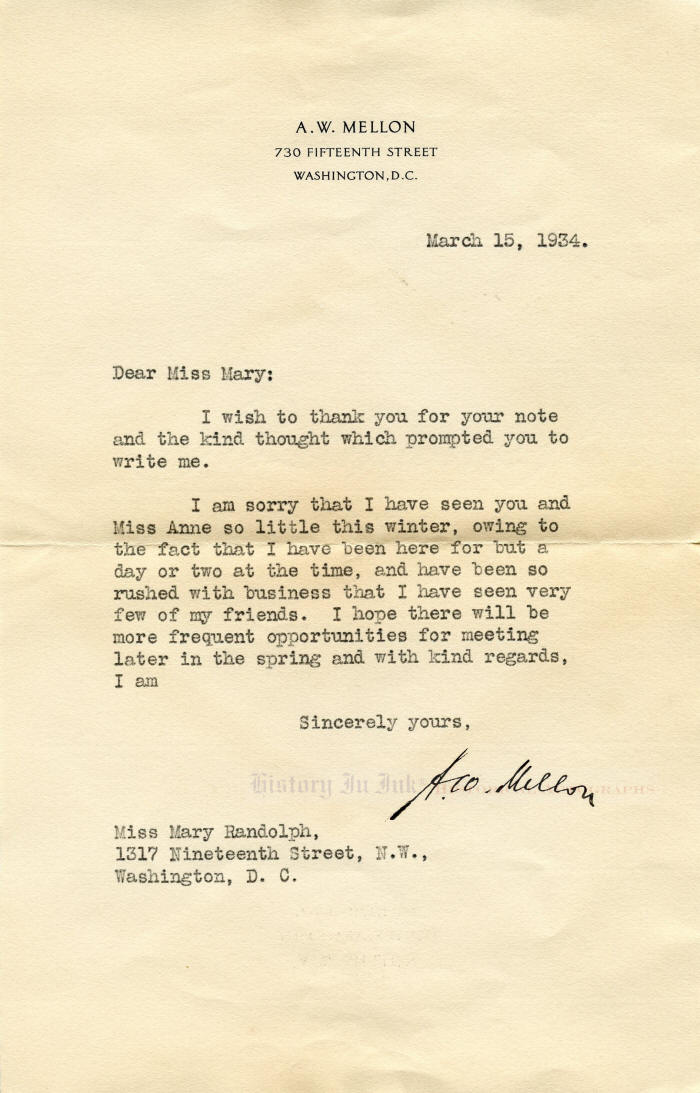 A.W. MELLON
730 FIFTEENTH STREET
WASHINGTON, D.C.
March 15, 1934.
Dear Miss Mary:
I wish to thank you for your note
and the kind thought which prompted you to
write me.
I am sorry that I have seen you and
Miss Anne so little this winter, owing to
the fact that I have been here for but a
day or two at the time, and have been so
rushed with business that I have seen very
few of my friends.  I hope there will be
more frequent opportunities for meeting
later in the spring and with kind regards,
I am
Sincerely yours,
History In Ink
A.W. Mellon
Miss Mary Randolph,
1317 Nineteenth Street, N.W.,
Washington, D. C.